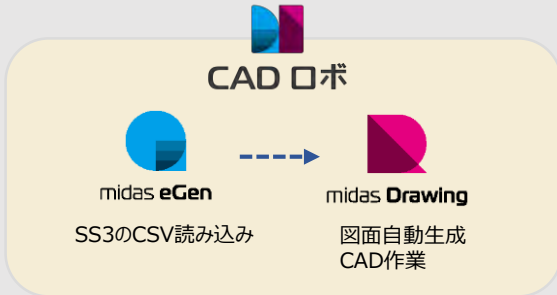 CAD ロボ
midas eGen
midas Drawing
SS3のCSV読み込み
図面自動生成
CAD作業